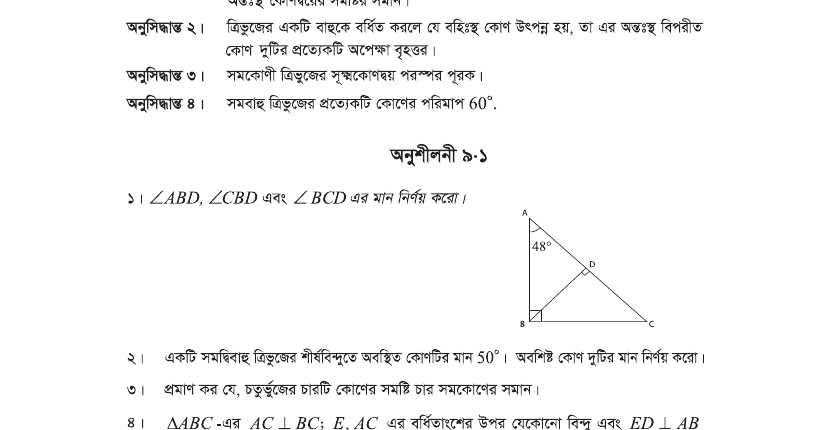 অন্তঃস্থ কোণদ্বয়ের সমষ্টির সমান।
অনুসিদ্ধান্ত ২। ত্রিভুজের একটি বাহুকে বর্ধিত করলে যে বহিঃস্থ কোণ উৎপন্ন হয়, তা এর অন্তঃস্থ বিপরীত
কোণ দুটির প্রত্যেকটি অপেক্ষা বৃহত্তর।
অনুসিদ্ধান্ত ৩। সমকোণী ত্রিভুজের সূক্ষ্মকোণদ্বয় পরস্পর পূরক।
অনুসিদ্ধান্ত ৪। সমবাহু ত্রিভুজের প্রত্যেকটি কোণের পরিমাপ 60°.
অনুশীলনী ৯·১
১। ∠ABD, ∠CBD এবং ∠ BCD এর মান নির্ণয় করো।
A
48°
D
B
C
২। একটি সমদ্বিবাহু ত্রিভুজের শীর্ষবিন্দুতে অবস্থিত কোণটির মান 50°। অবশিষ্ট কোণ দুটির মান নির্ণয় করো।
৩। প্রমাণ কর যে, চতুর্ভুজের চারটি কোণের সমষ্টি চার সমকোণের সমান।
৪। ΔABC -এর AC ⊥ BC; E, AC এর বর্ধিতাংশের উপর যেকোনো বিন্দু এবং ED ⊥ AB